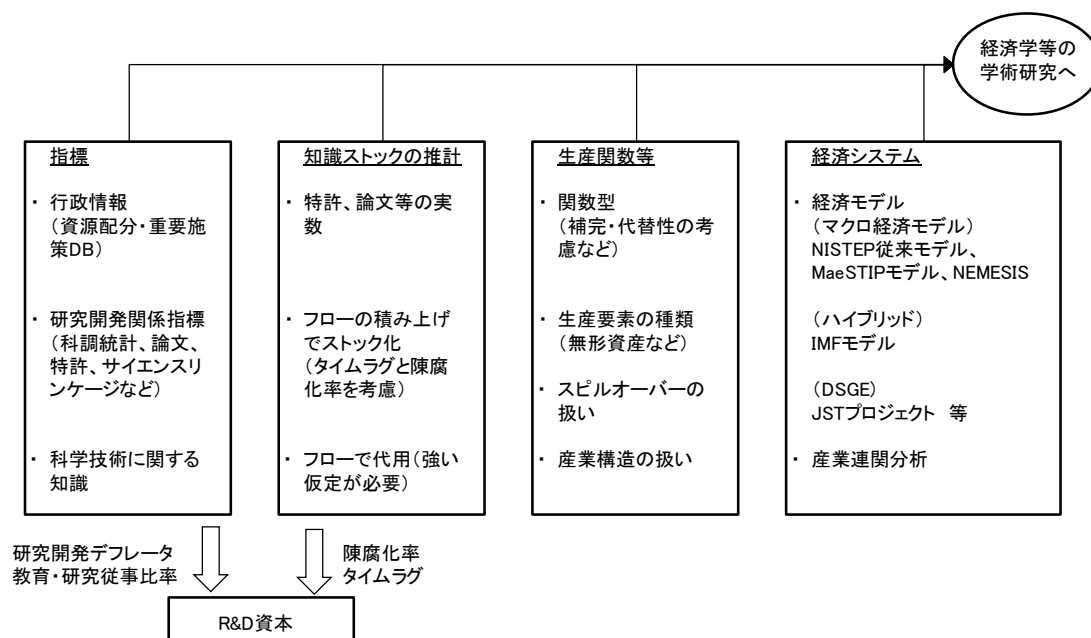 経済学等の
学術研究へ
指標
・ 行政情報
（資源配分・重要施
策DB）
・ 研究開発関係指標
（科調統計、論文、
特許、サイエンスリ
ンケージなど）
・ 科学技術に関する
知識
知識ストックの推計
・ 特許、論文等の実
数
・ フローの積み上げ
でストック化
（タイムラグと陳腐
化率を考慮）
・ フローで代用（強い
仮定が必要）
生産関数等
・ 関数型
（補完・代替性の考
慮など）
・ 生産要素の種類
（無形資産など）
・ スピルオーバーの
扱い
・ 産業構造の扱い
経済システム
・ 経済モデル
（マクロ経済モデル）
NISTEP従来モデル、
MaeSTIPモデル、NEMESIS
（ハイブリッド）
IMFモデル
（DSGE）
JSTプロジェクト 等
・ 産業連関分析
研究開発デフレータ
教育・研究従事比率
陳腐化率
タイムラグ
R&D資本